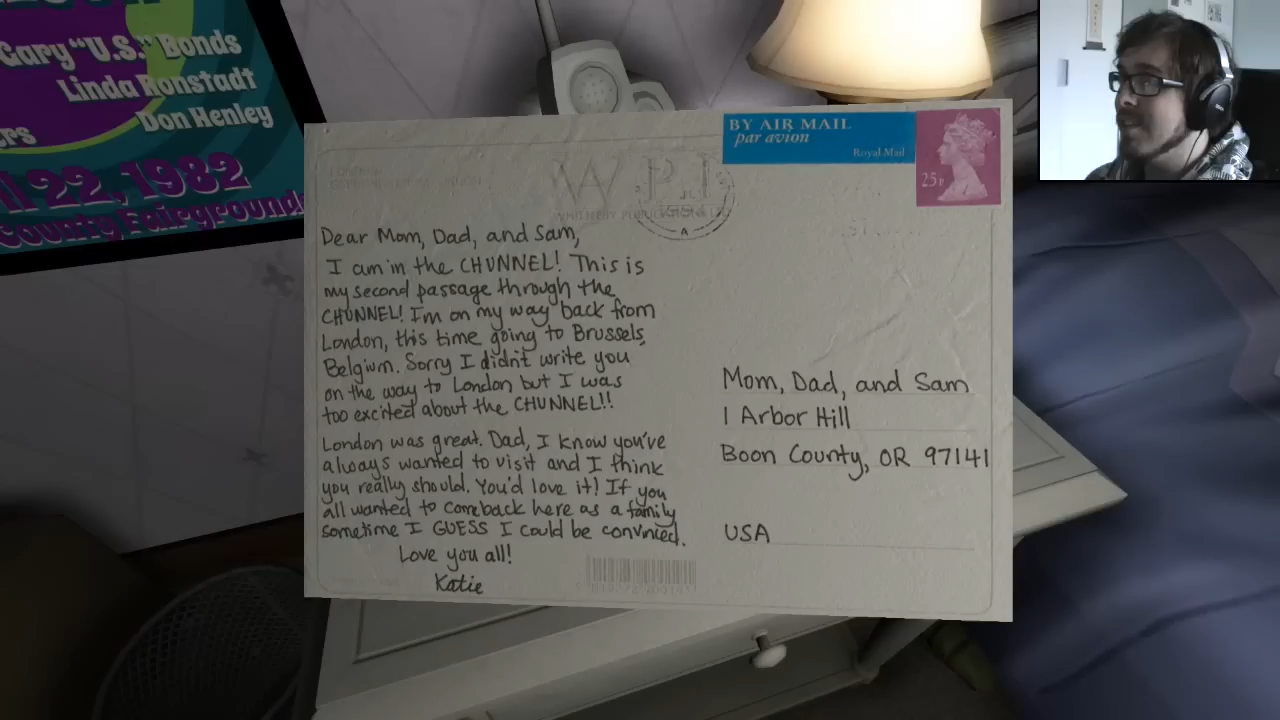 Gary "U.S." Bonds
Linda Ronstadt
Don Henley
ers
22, 1982
County Fairgrounds
BY AIR MAIL
par avion
Royal Mail
25P
WPI
A
Dear Mom, Dad, and Sam,
I am in the CHUNNEL! This is
my second passage through the
CHUNNEL! I'm on my way back from
London, this time going to Brussels,
Belgium. Sorry I didn't write you
on the way to London but I was
too excited about the CHUNNEL!!
London was great. Dad, I know you've
always wanted to visit and I think
you really should. You'd love it! If you
all wanted to comeback here as a family
sometime I GUESS I could be convinced.
Love you all!
Katie
Mom, Dad, and Sam
1 Arbor Hill
Boon County, OR 97141
USA